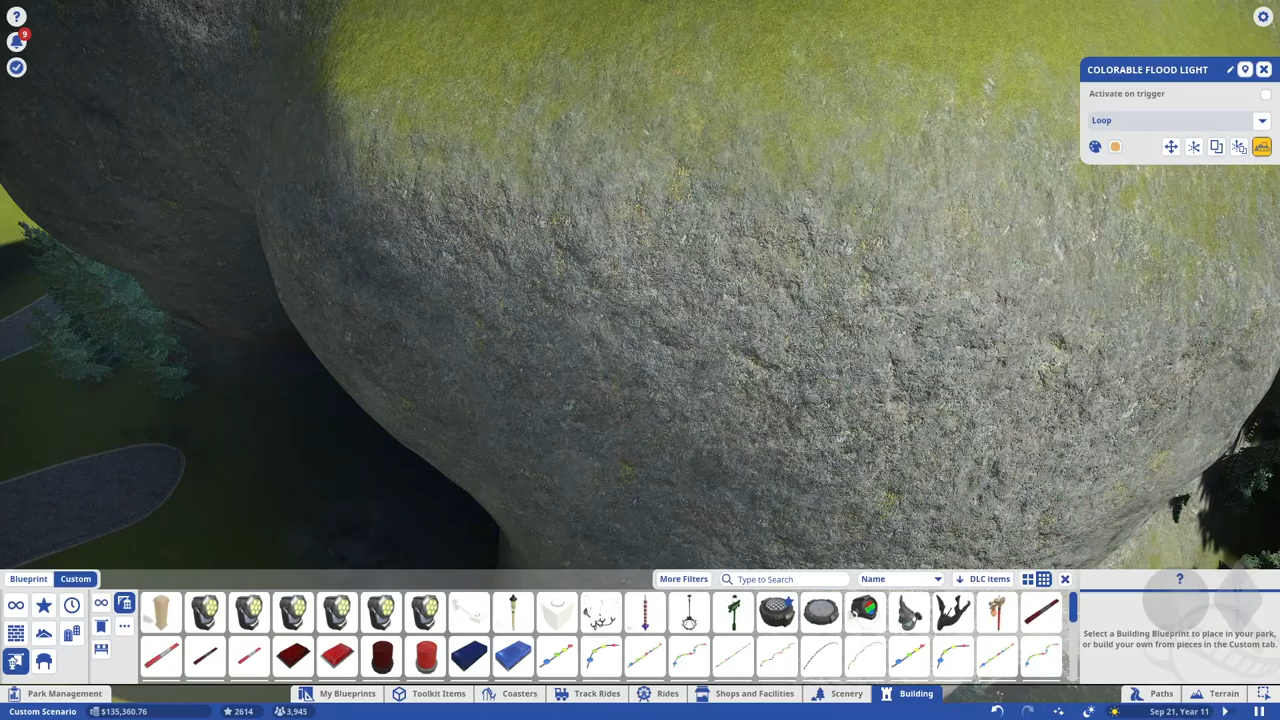 9
COLORABLE FLOOD LIGHT
Activate on trigger
Loop
Blueprint
Custom
More Filters
Type to Search
Name
DLC items
?
Select a Building Blueprint to place in your park,
or build your own from pieces in the Custom tab.
Park Management
My Blueprints
Toolkit Items
Coasters
Track Rides
Rides
Shops and Facilities
Scenery
Building
Paths
Terrain
Custom Scenario
$135,360.76
2614
3,945
Sep 21, Year 11